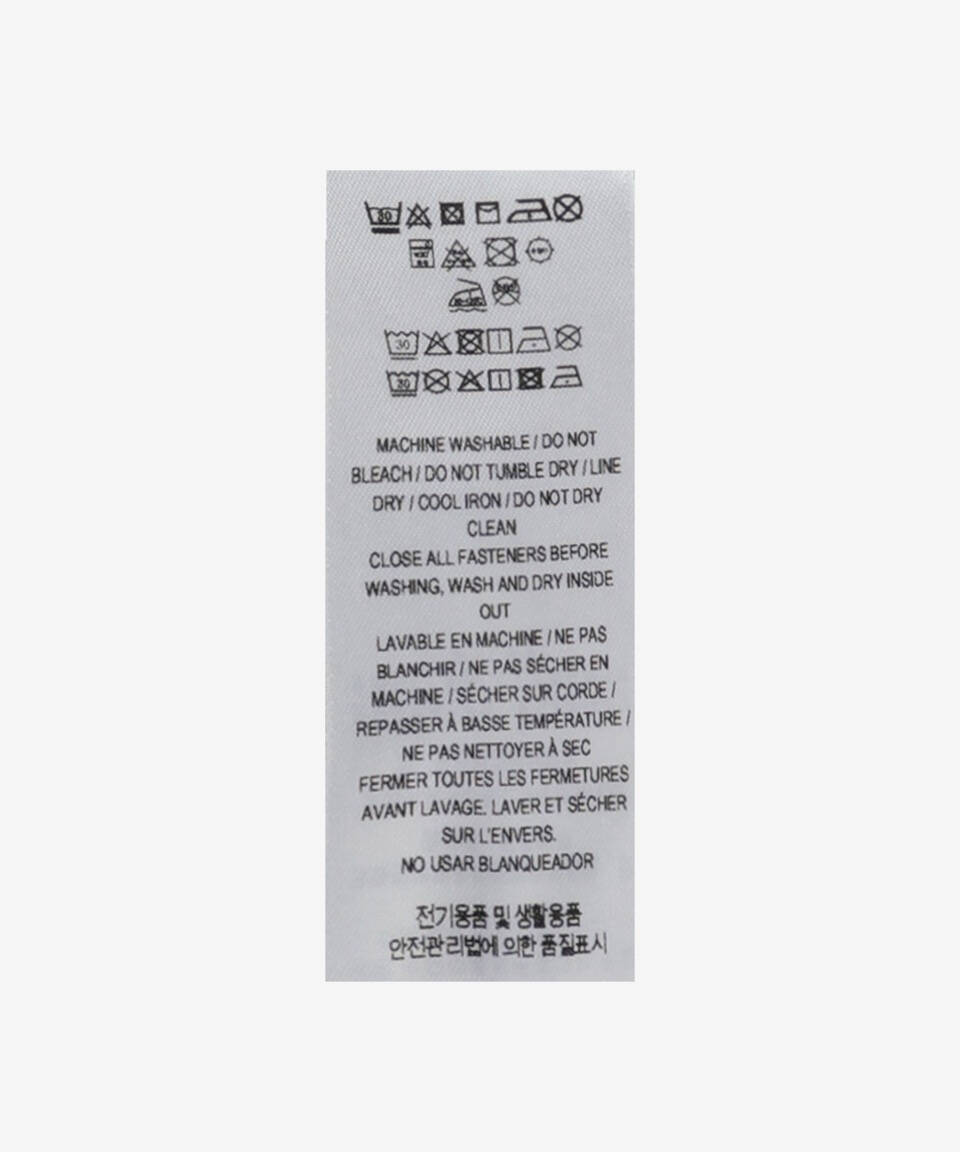 30
30
30
MACHINE WASHABLE / DO NOT
BLEACH / DO NOT TUMBLE DRY / LINE
DRY / COOL IRON / DO NOT DRY
CLEAN
CLOSE ALL FASTENERS BEFORE
WASHING, WASH AND DRY INSIDE
OUT
LAVABLE EN MACHINE / NE PAS
BLANCHIR / NE PAS SÉCHER EN
MACHINE / SÉCHER SUR CORDE /
REPASSER À BASSE TEMPÉRATURE /
NE PAS NETTOYER À SEC
FERMER TOUTES LES FERMETURES
AVANT LAVAGE. LAVER ET SÉCHER
SUR L'ENVERS.
NO USAR BLANQUEADOR
전기용품 및 생활용품
안전관리법에 의한 품질표시